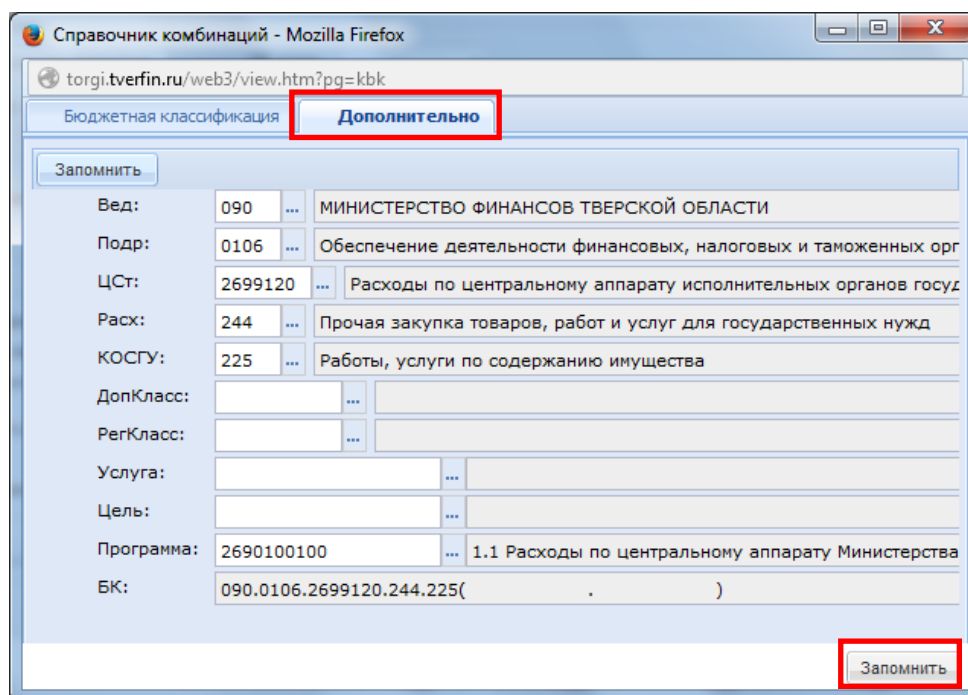 Справочник комбинаций - Mozilla Firefox
torgi.tverfin.ru/web3/view.htm?pg=kbk
Бюджетная классификация Дополнительно
Запомнить
Вед: 090 ... МИНИСТЕРСТВО ФИНАНСОВ ТВЕРСКОЙ ОБЛАСТИ
Подр: 0106 ... Обеспечение деятельности финансовых, налоговых и таможенных орг
ЦСт: 2699120 ... Расходы по центральному аппарату исполнительных органов госуд
Расх: 244 ... Прочая закупка товаров, работ и услуг для государственных нужд
КОСГУ: 225 ... Работы, услуги по содержанию имущества
ДопКласс: ...
РегКласс: ...
Услуга: ...
Цель: ...
Программа: 2690100100 ... 1.1 Расходы по центральному аппарату Министерства
БК: 090.0106.2699120.244.225( . )
Запомнить